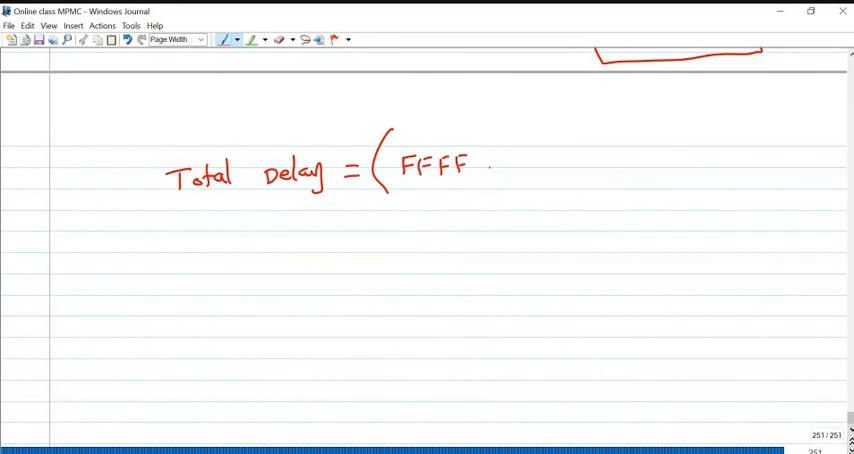 Online class MPMC - Windows Journal
File Edit View Insert Actions Tools Help
Page Width
Total Delay = ( FFFF
251 / 251
251